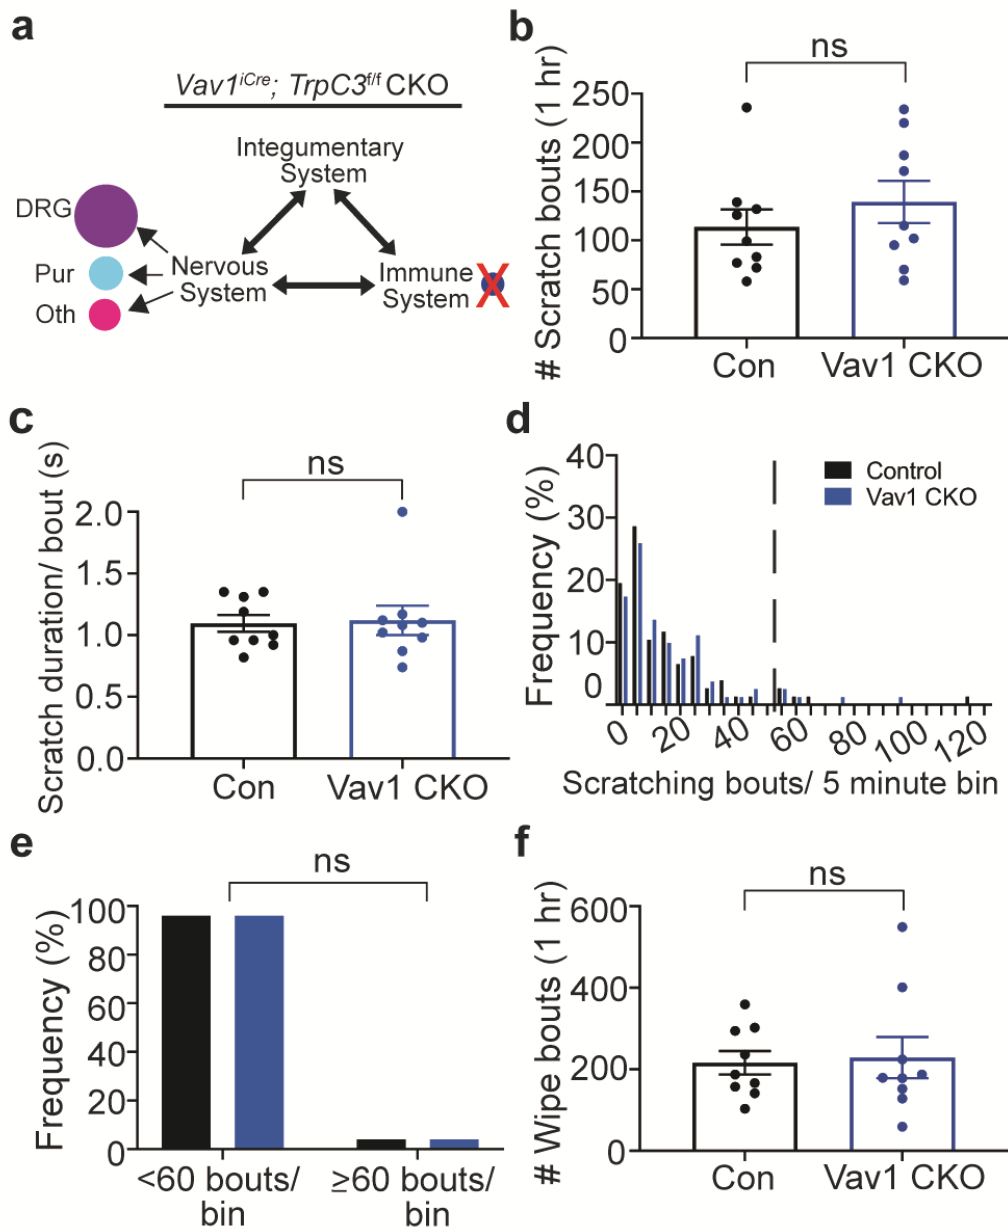 a
Vav1iCre; TrpC3f/f CKO
Integumentary
System
DRG
Pur
Oth
Nervous
System
Immune
System
X
b
ns
# Scratch bouts (1 hr)
250
200
150
100
50
0
Con
Vav1 CKO
c
ns
Scratch duration/ bout (s)
2.0
1.5
1.0
0.5
0.0
Con
Vav1 CKO
d
Control
Vav1 CKO
Frequency (%)
40
30
20
10
0
0
20
40
60
80
100
120
Scratching bouts/ 5 minute bin
e
ns
Frequency (%)
100
80
60
40
20
0
<60 bouts/
bin
≥60 bouts/
bin
f
ns
# Wipe bouts (1 hr)
600
400
200
0
Con
Vav1 CKO